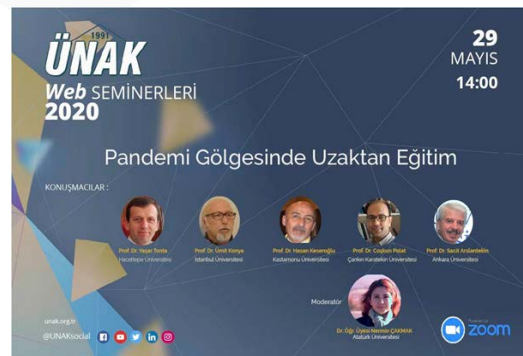 1991
ÜNAK
Web SEMİNERLERİ
2020
29
MAYIS
14:00
Pandemi Gölgesinde Uzaktan Eğitim
KONUŞMACILAR :
Prof. Dr. Yaşar Tonta
Hacettepe Üniversitesi
Prof. Dr. Ümit Konya
İstanbul Üniversitesi
Prof. Dr. Hasan Keseroğlu
Kastamonu Üniversitesi
Prof. Dr. Coşkun Polat
Çankırı Karatekin Üniversitesi
Prof. Dr. Sacit Arslantekin
Ankara Üniversitesi
Moderatör
Dr. Öğr. Üyesi Nermin ÇAKMAK
Atatürk Üniversitesi
unak.org.tr
@UNAKsocial
zoom